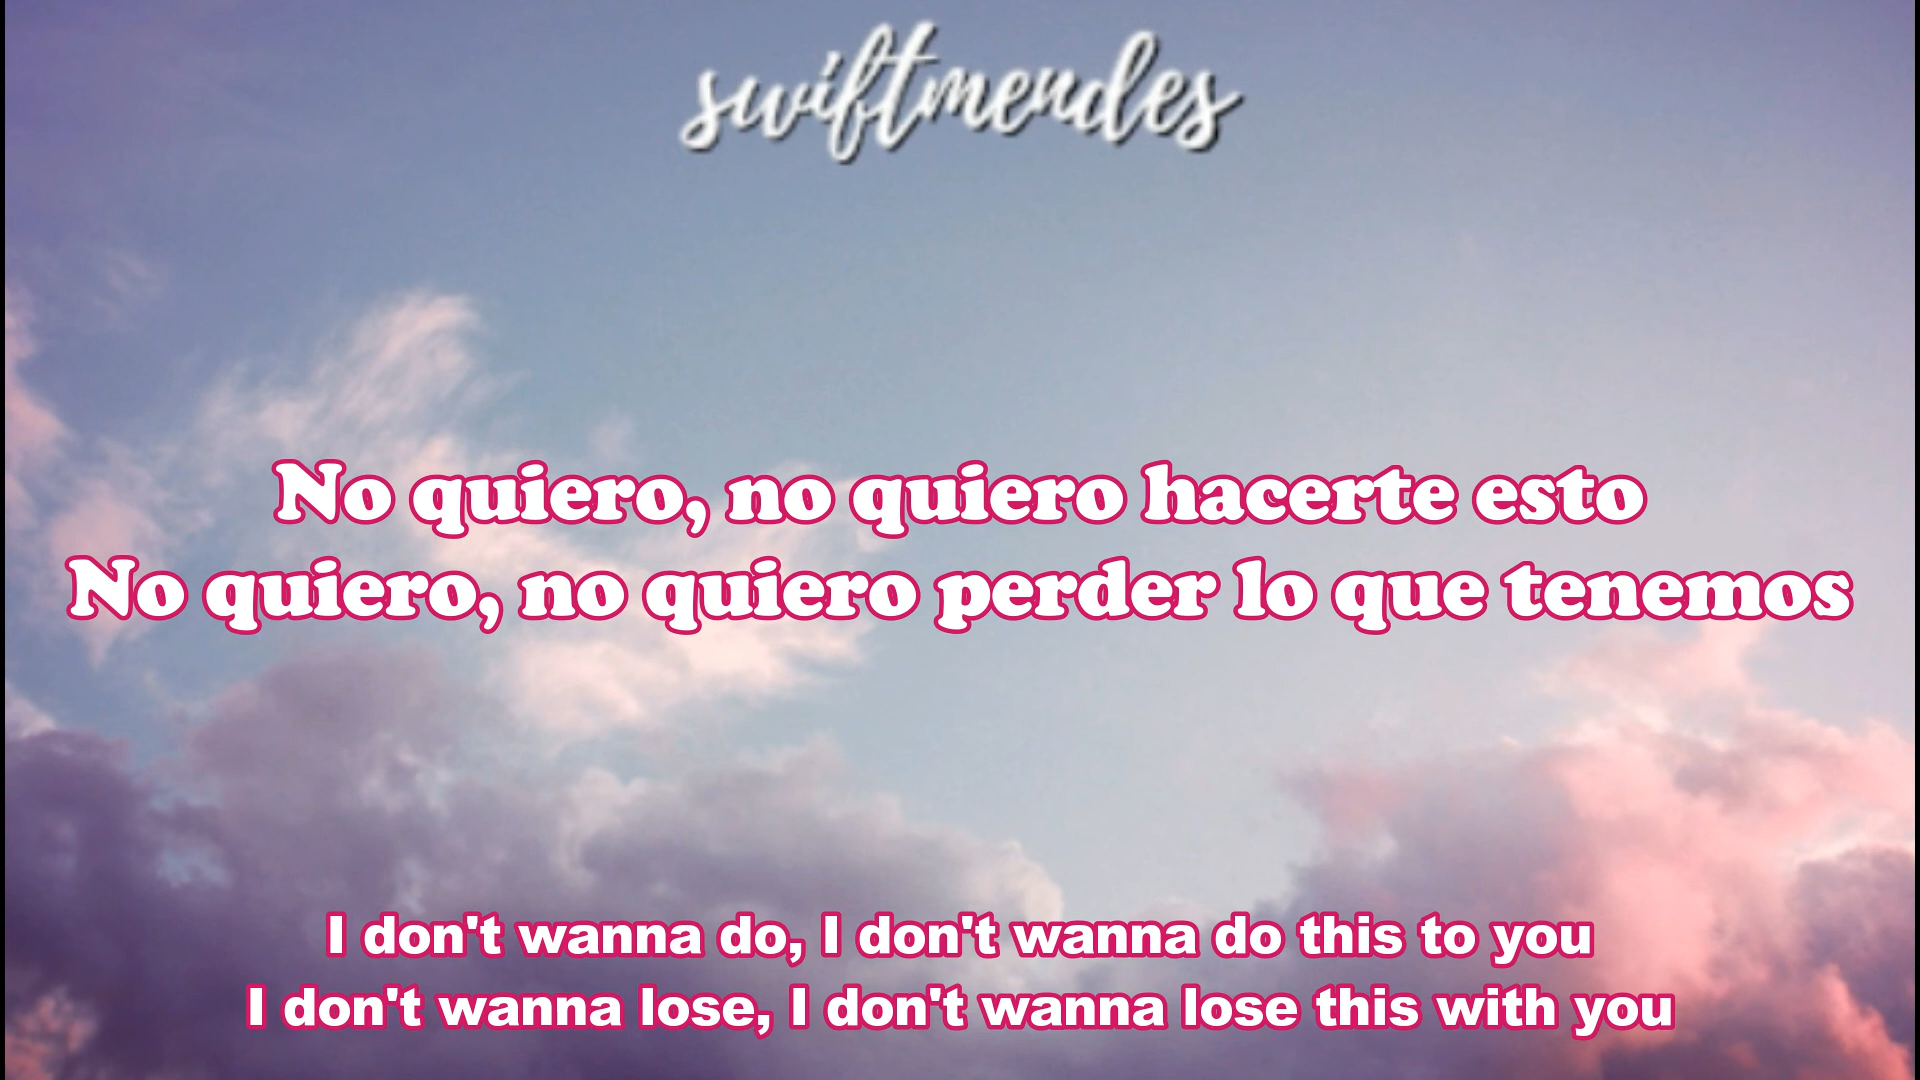 swiftmendes
No quiero, no quiero hacerte esto
No quiero, no quiero perder lo que tenemos
I don't wanna do, I don't wanna do this to you
I don't wanna lose, I don't wanna lose this with you